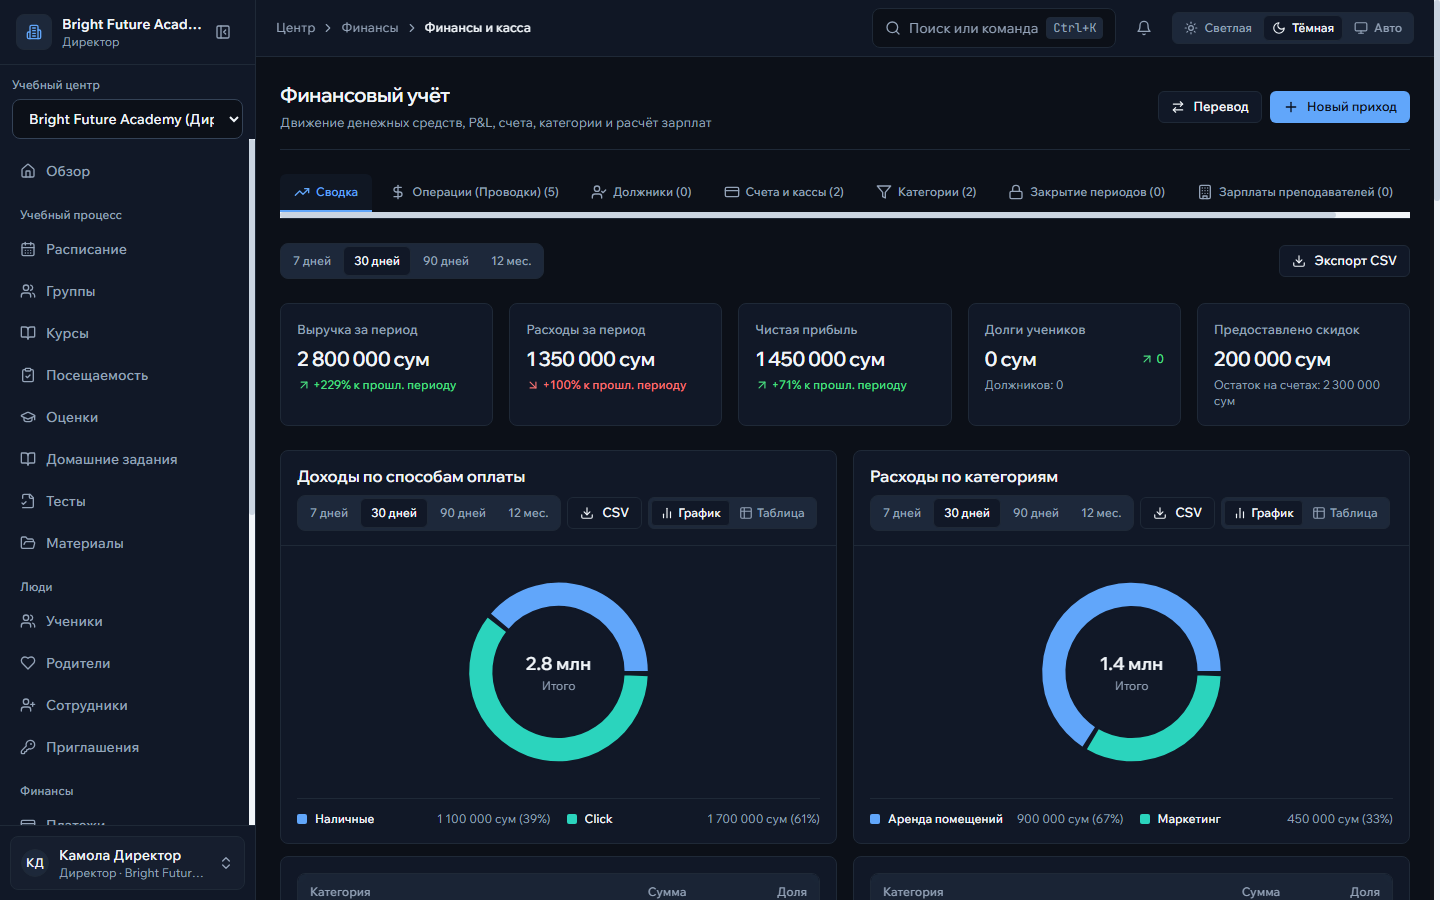 Bright Future Acad...
Директор
Учебный центр
Bright Future Academy (Дир
Обзор
Учебный процесс
Расписание
Группы
Курсы
Посещаемость
Оценки
Домашние задания
Тесты
Материалы
Люди
Ученики
Родители
Сотрудники
Приглашения
Финансы
Платежи
КД
Камола Директор
Директор · Bright Futur...
Центр > Финансы > Финансы и касса
Поиск или команда Ctrl+K
Светлая Тёмная Авто
Финансовый учёт
Движение денежных средств, P&L, счета, категории и расчёт зарплат
Перевод
Новый приход
Сводка Операции (Проводки) (5) Должники (0) Счета и кассы (2) Категории (2) Закрытие периодов (0) Зарплаты преподавателей (0)
7 дней 30 дней 90 дней 12 мес.
Экспорт CSV
Выручка за период
2 800 000 сум
+229% к прошл. периоду
Расходы за период
1 350 000 сум
+100% к прошл. периоду
Чистая прибыль
1 450 000 сум
+71% к прошл. периоду
Долги учеников
0 сум
0
Должников: 0
Предоставлено скидок
200 000 сум
Остаток на счетах: 2 300 000
сум
Доходы по способам оплаты
7 дней 30 дней 90 дней 12 мес. CSV График Таблица
2.8 млн
Итого
Наличные 1 100 000 сум (39%) Click 1 700 000 сум (61%)
Категория Сумма Доля
Расходы по категориям
7 дней 30 дней 90 дней 12 мес. CSV График Таблица
1.4 млн
Итого
Аренда помещений 900 000 сум (67%) Маркетинг 450 000 сум (33%)
Категория Сумма Доля